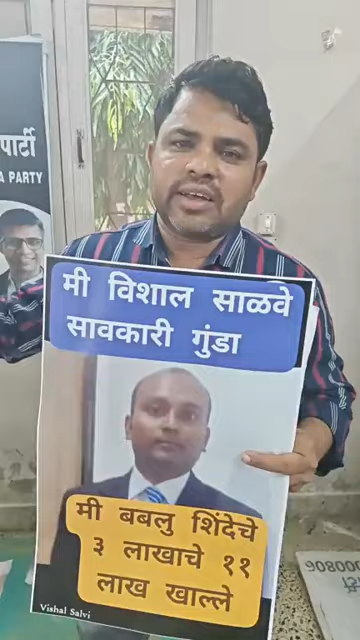 पार्टी
A PARTY
मी विशाल साळवे
सावकारी गुंडा
मी बबलु शिंदेचे
३ लाखाचे ११
लाख खाल्ले
Vishal Salvi
908000